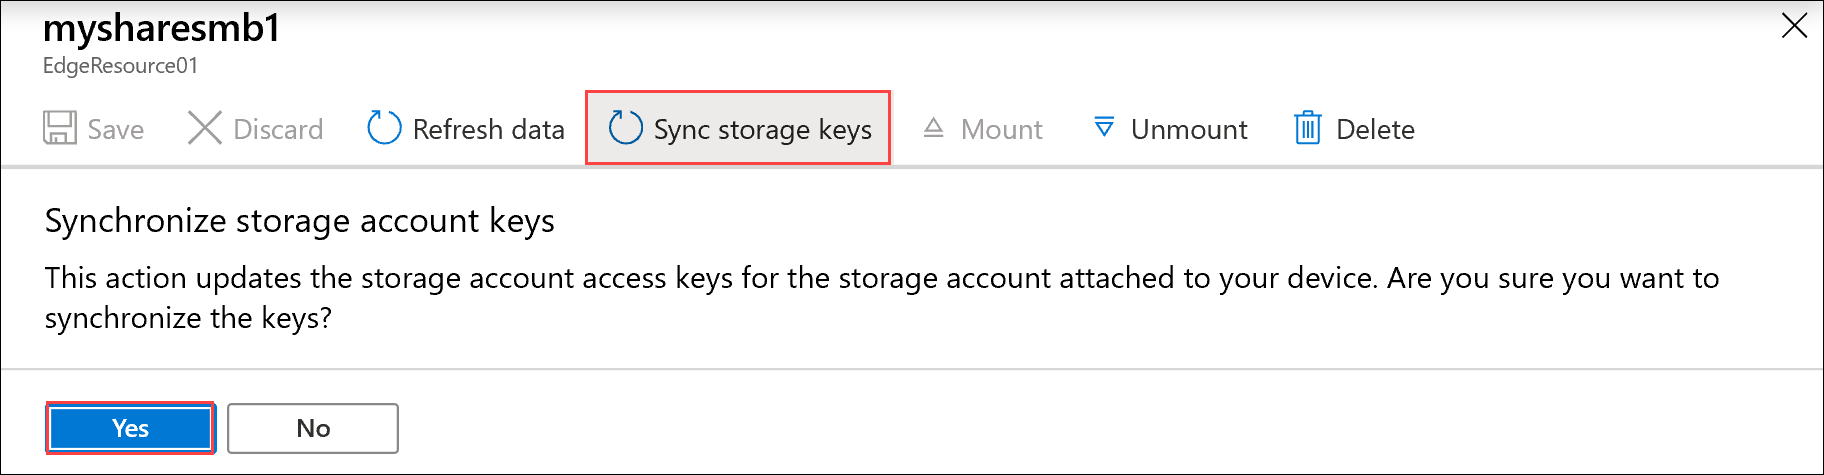 mysharesmb1
EdgeResource01
Save Discard Refresh data Sync storage keys Mount Unmount Delete
Synchronize storage account keys
This action updates the storage account access keys for the storage account attached to your device. Are you sure you want to
synchronize the keys?
Yes No